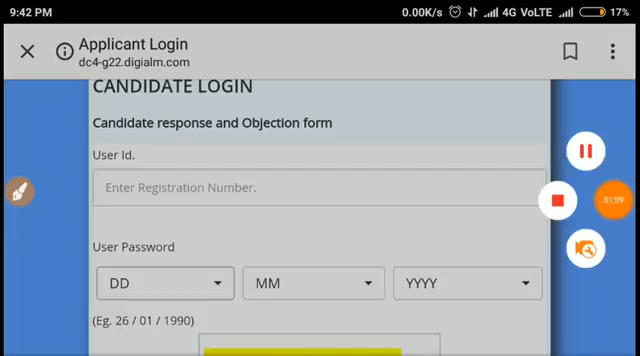 9:42 PM 0.00K/s 4G VoLTE 17%
Applicant Login
dc4-g22.digialm.com
CANDIDATE LOGIN
Candidate response and Objection form
User Id.
Enter Registration Number.
01:09
User Password
DD MM YYYY
(Eg. 26 / 01 / 1990)